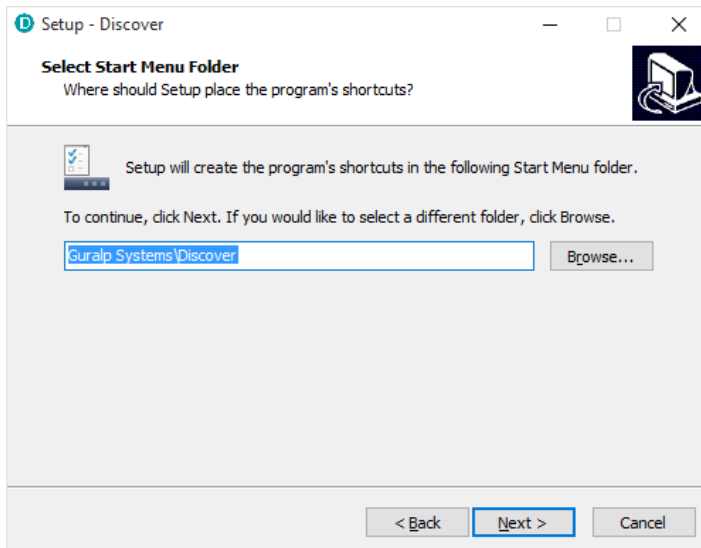 Setup - Discover
Select Start Menu Folder
Where should Setup place the program's shortcuts?
Setup will create the program's shortcuts in the following Start Menu folder.
To continue, click Next. If you would like to select a different folder, click Browse.
Guralp Systems\Discover
Browse...
< Back
Next >
Cancel